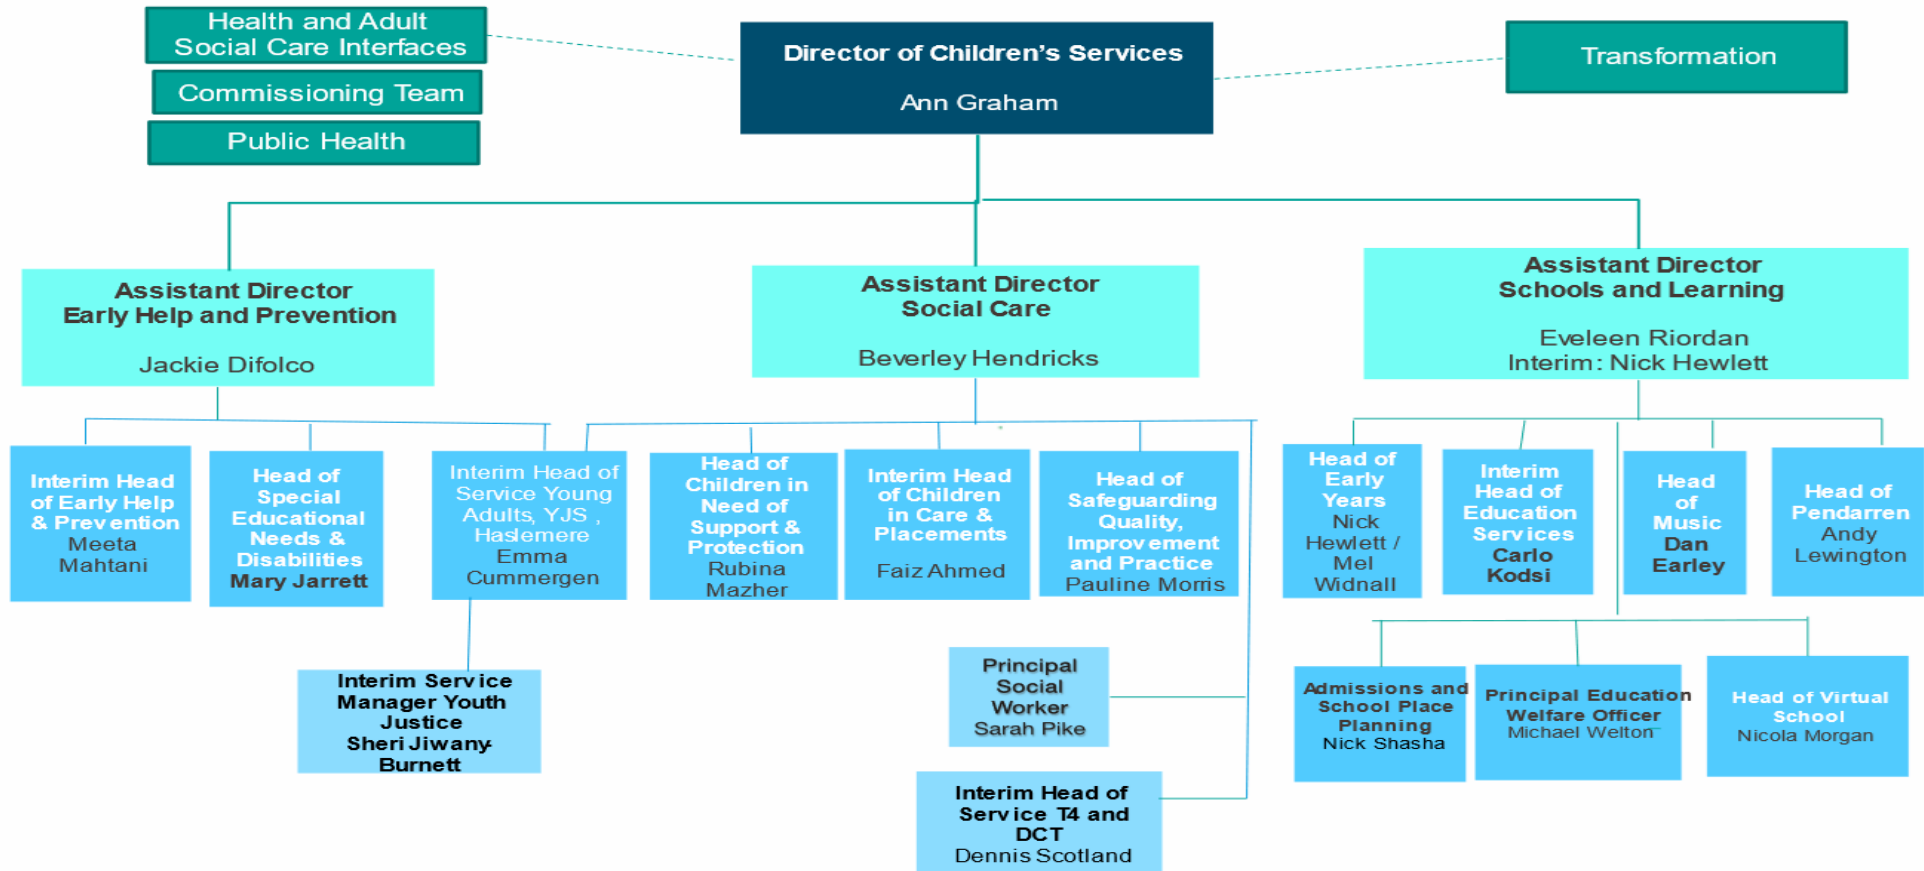 Health and Adult
Social Care Interfaces
Commissioning Team
Public Health
Director of Children's Services
Ann Graham
Transformation
Assistant Director
Early Help and Prevention
Jackie Difolco
Assistant Director
Social Care
Beverley Hendricks
Assistant Director
Schools and Learning
Eveleen Riordan
Interim: Nick Hewlett
Interim Head
of Early Help
& Prevention
Meeta
Mahtani
Head of
Special
Educational
Needs &
Disabilities
Mary Jarrett
Interim Head of
Service Young
Adults, YJS ,
Haslemere
Emma
Cummergen
Head of
Children in
Need of
Support &
Protection
Rubina
Mazher
Interim Head
of Children
in Care &
Placements
Faiz Ahmed
Head of
Safeguarding
Quality,
Improvement
and Practice
Pauline Morris
Head of
Early
Years
Nick
Hewlett /
Mel
Widnall
Interim
Head of
Education
Services
Carlo
Kodsi
Head
of
Music
Dan
Earley
Head of
Pendarren
Andy
Lewington
Interim Service
Manager Youth
Justice
Sheri Jiwany-
Burnett
Principal
Social
Worker
Sarah Pike
Interim Head of
Service T4 and
DCT
Dennis Scotland
Admissions and
School Place
Planning
Nick Shasha
Principal Education
Welfare Officer
Michael Welton
Head of Virtual
School
Nicola Morgan